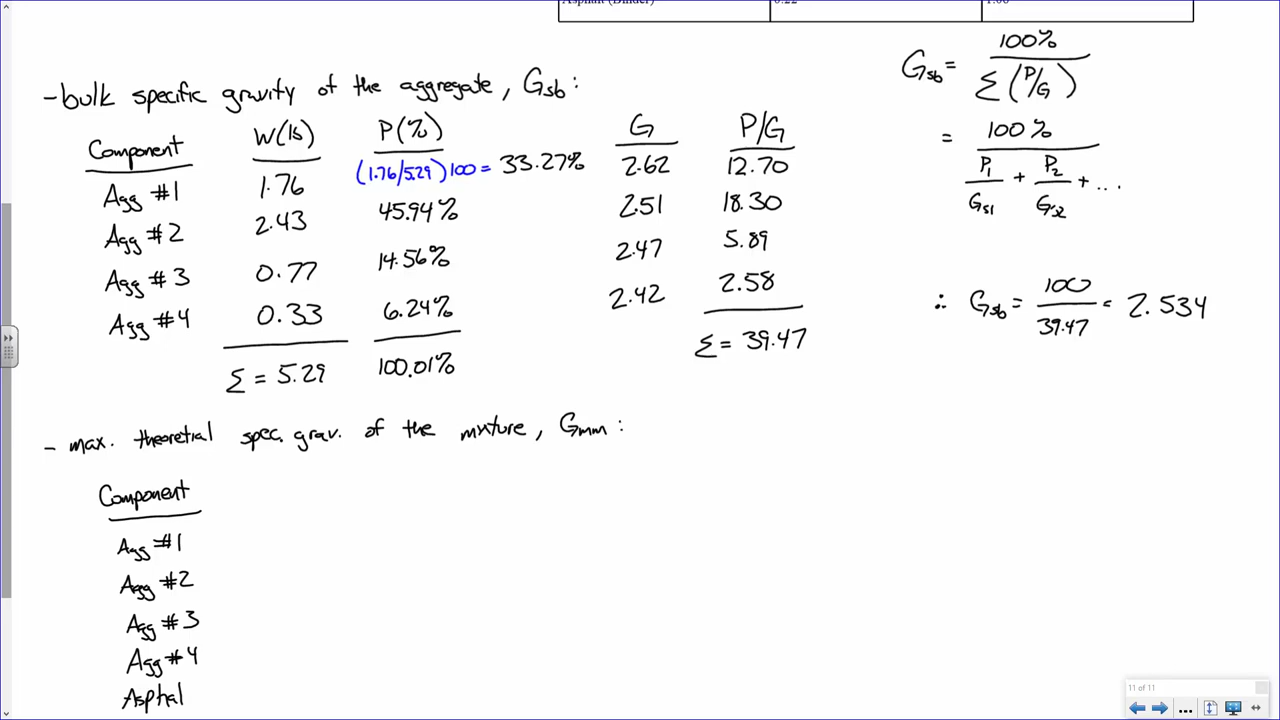 Asphalt (Binder) 0.22 1.06
-bulk specific gravity of the aggregate, Gsb:
Component W(lb) P(%) G P/G
Agg #1 1.76 (1.76/5.29)100 = 33.27% 2.62 12.70
Agg #2 2.43 45.94% 2.51 18.30
Agg #3 0.77 14.56% 2.47 5.89
Agg #4 0.33 6.24% 2.42 2.58
Σ = 5.29 100.01% Σ = 39.47
Gsb = 100% / Σ(P/G)
= 100% / P1/Gs1 + P2/Gs2 + ...
∴ Gsb = 100/39.47 = 2.534
- max. theoretial spec. grav. of the mixture, Gmm:
Component
Agg #1
Agg #2
Agg #3
Agg #4
Asphal
11 of 11